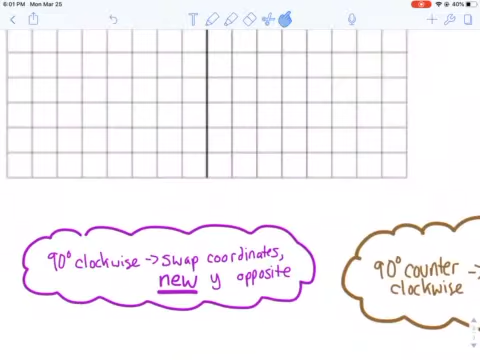 6:01 PM Mon Mar 25
40%
T
90° clockwise -> swap coordinates,
new y opposite
90° counter ->
clockwise